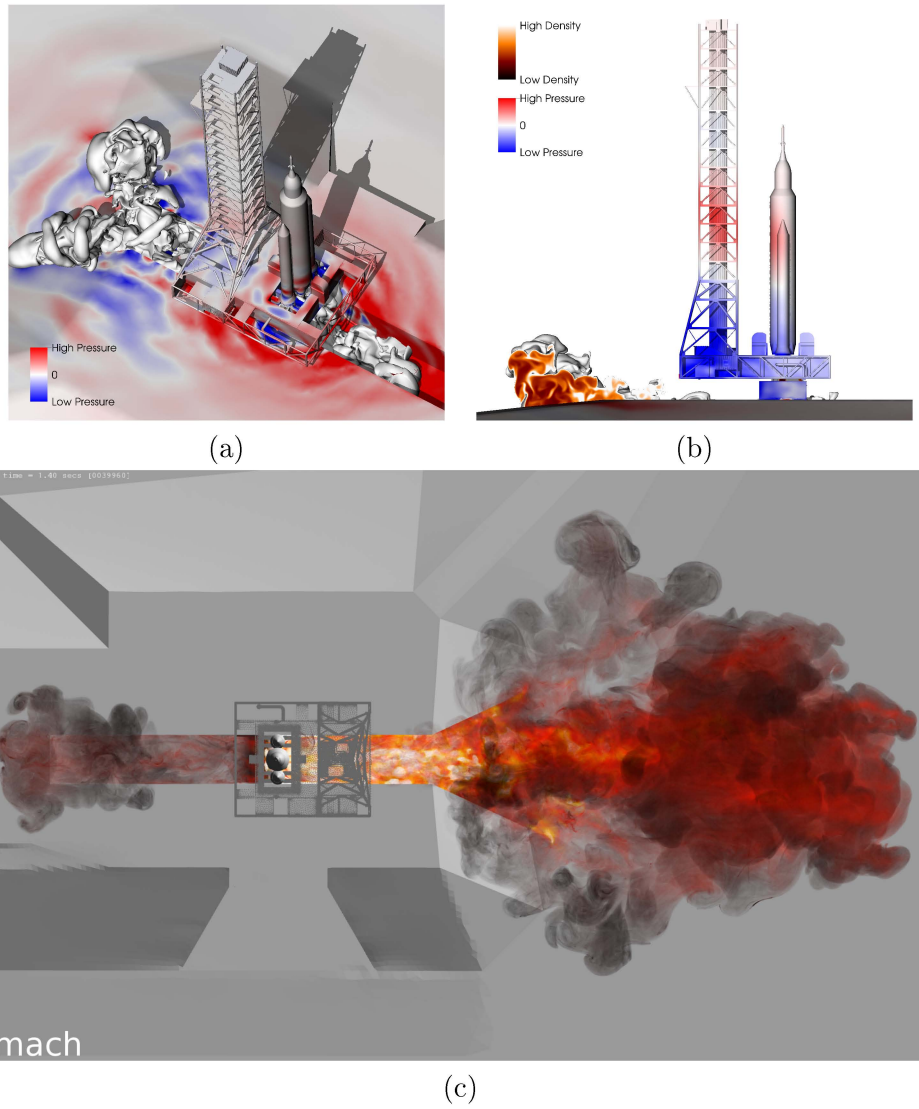 High Pressure
0
Low Pressure
(a)
High Density
Low Density
High Pressure
0
Low Pressure
(b)
time = 1.40 secs [0039960]
mach
(c)